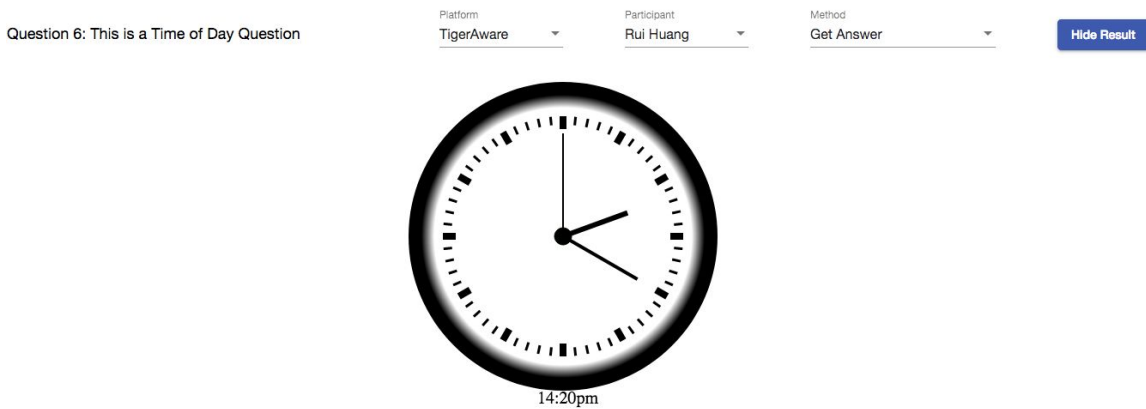 Question 6: This is a Time of Day Question
Platform
TigerAware
Participant
Rui Huang
Method
Get Answer
Hide Result
14:20pm